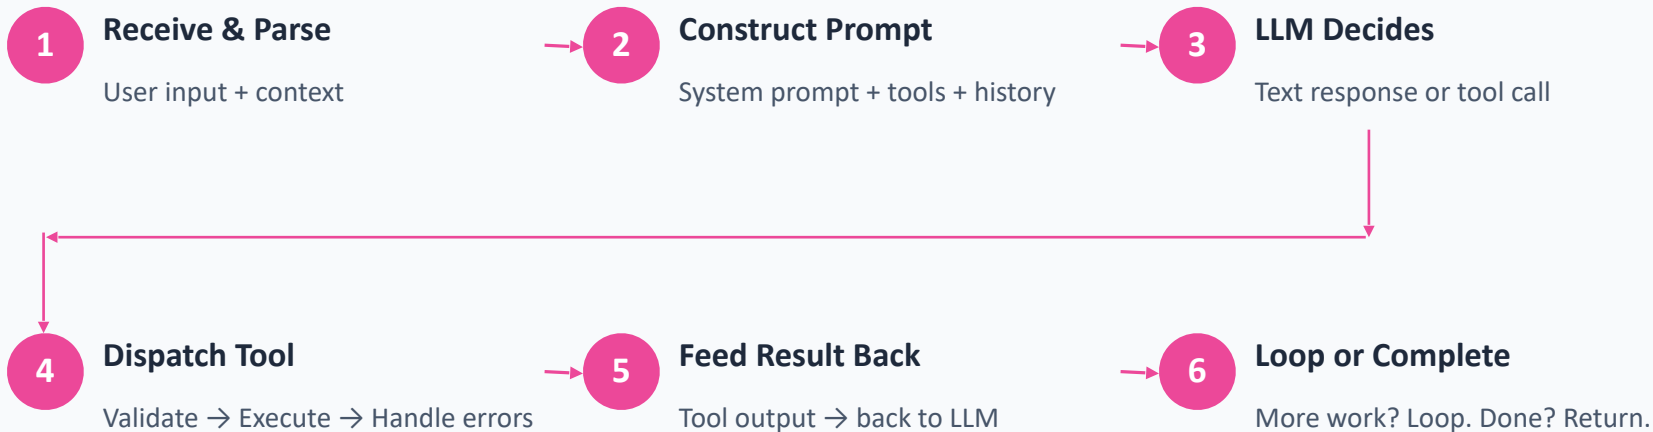 1 Receive & Parse
User input + context
2 Construct Prompt
System prompt + tools + history
3 LLM Decides
Text response or tool call
4 Dispatch Tool
Validate → Execute → Handle errors
5 Feed Result Back
Tool output → back to LLM
6 Loop or Complete
More work? Loop. Done? Return.